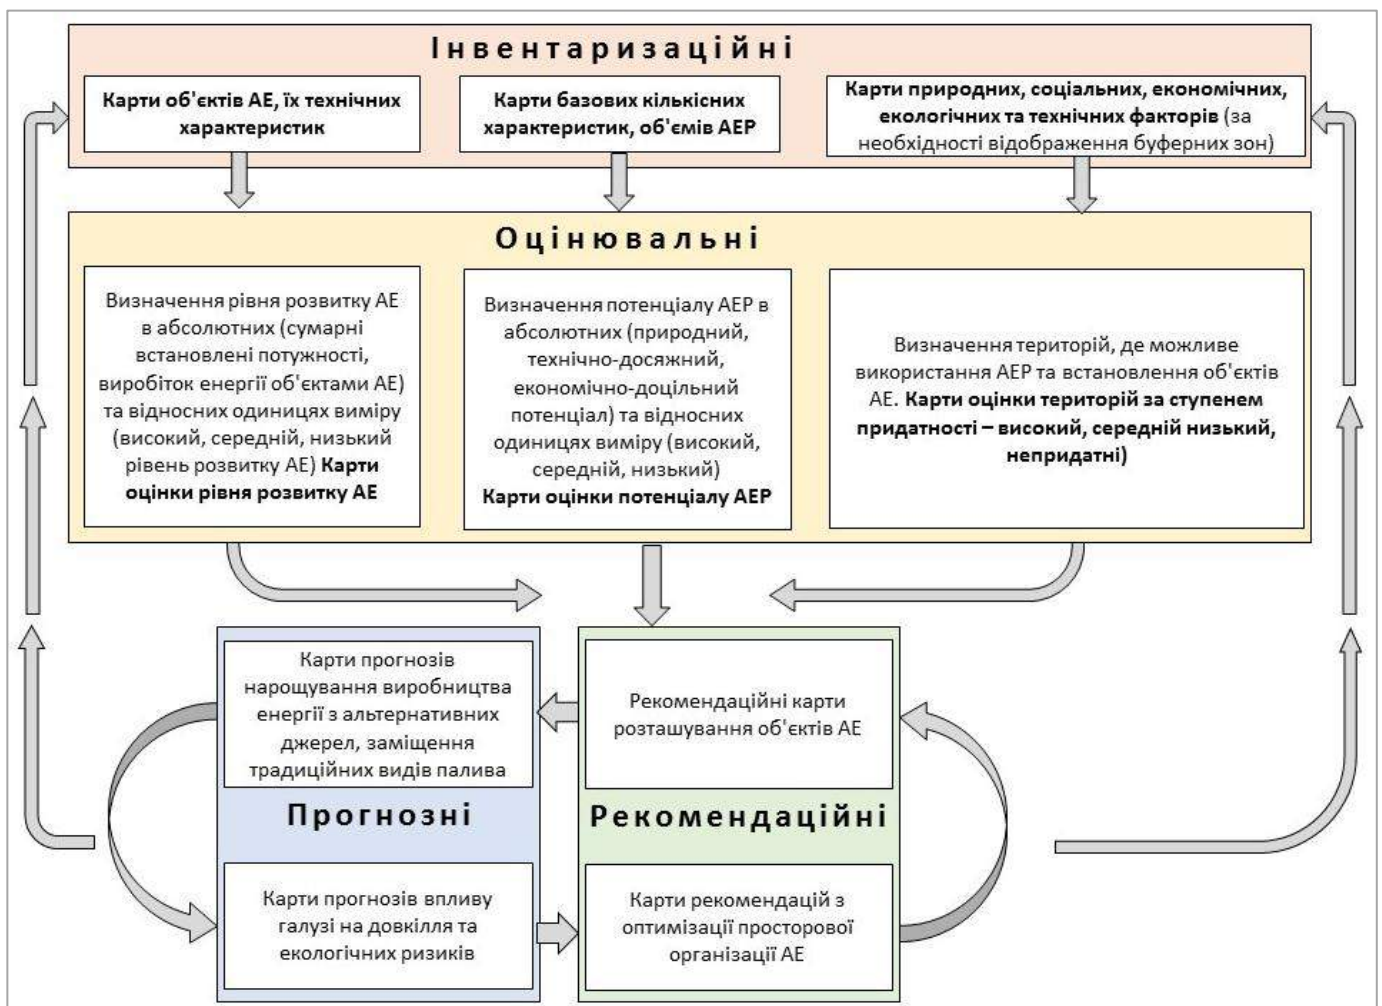 Інвентаризаційні
Карти об'єктів АЕ, їх технічних
характеристик
Карти базових кількісних
характеристик, об'ємів АЕР
Карти природних, соціальних, економічних,
екологічних та технічних факторів (за
необхідності відображення буферних зон)
Оцінювальні
Визначення рівня розвитку АЕ
в абсолютних (сумарні
встановлені потужності,
виробіток енергії об'єктами АЕ)
та відносних одиницях виміру
(високий, середній, низький
рівень розвитку АЕ) Карти
оцінки рівня розвитку АЕ
Визначення потенціалу АЕР в
абсолютних (природний,
технічно-досяжний,
економічно-доцільний
потенціал) та відносних
одиницях виміру (високий,
середній, низький)
Карти оцінки потенціалу АЕР
Визначення територій, де можливе
використання АЕР та встановлення об'єктів
АЕ. Карти оцінки територій за ступенем
придатності – високий, середній низький,
непридатні)
Карти прогнозів
нарощування виробництва
енергії з альтернативних
джерел, заміщення
традиційних видів палива
Прогнозні
Карти прогнозів впливу
галузі на довкілля та
екологічних ризиків
Рекомендаційні карти
розташування об'єктів АЕ
Рекомендаційні
Карти рекомендацій з
оптимізації просторової
організації АЕ